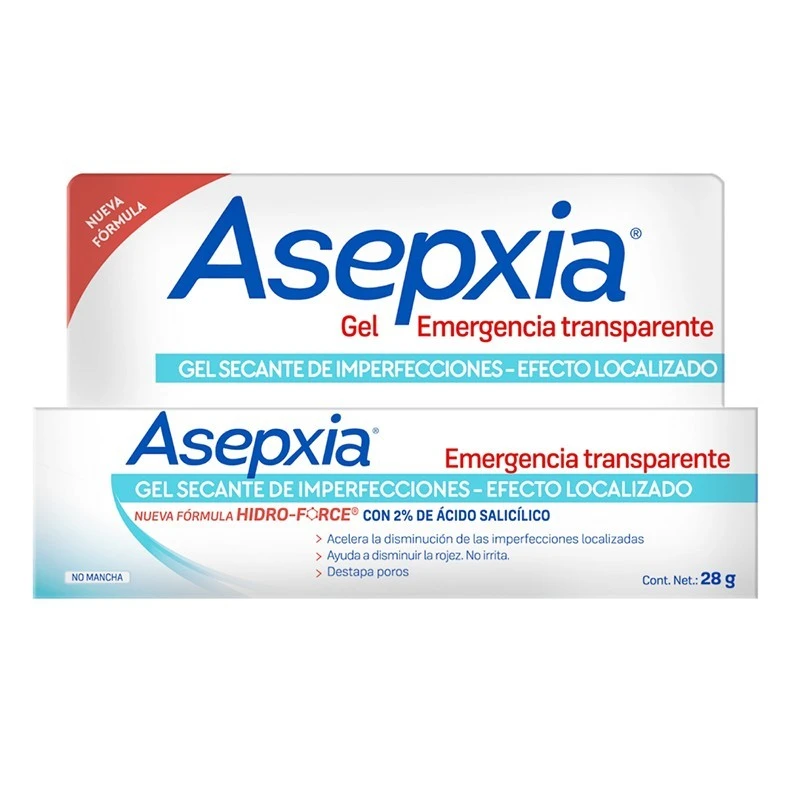 NUEVA
FÓRMULA
Asepxia®
Gel Emergencia transparente
GEL SECANTE DE IMPERFECCIONES - EFECTO LOCALIZADO
Asepxia®
Emergencia transparente
GEL SECANTE DE IMPERFECCIONES - EFECTO LOCALIZADO
NUEVA FÓRMULA HIDRO-FORCE® CON 2% DE ÁCIDO SALICÍLICO
> Acelera la disminución de las imperfecciones localizadas
> Ayuda a disminuir la rojez. No irrita.
> Destapa poros
NO MANCHA
Cont. Net.: 28 g